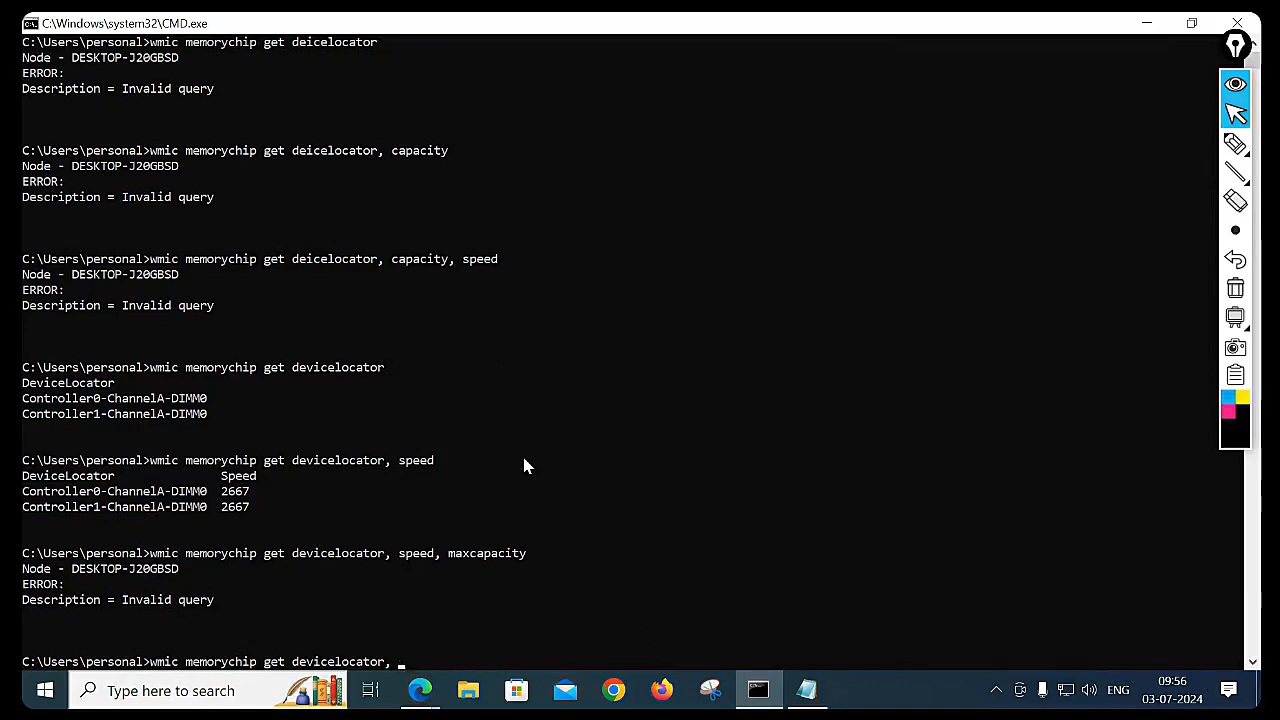 C:\Windows\system32\CMD.exe
C:\Users\personal>wmic memorychip get deicelocator
Node - DESKTOP-J20GBSD
ERROR:
Description = Invalid query
C:\Users\personal>wmic memorychip get deicelocator, capacity
Node - DESKTOP-J20GBSD
ERROR:
Description = Invalid query
C:\Users\personal>wmic memorychip get deicelocator, capacity, speed
Node - DESKTOP-J20GBSD
ERROR:
Description = Invalid query
C:\Users\personal>wmic memorychip get devicelocator
DeviceLocator
Controller0-ChannelA-DIMM0
Controller1-ChannelA-DIMM0
C:\Users\personal>wmic memorychip get devicelocator, speed
DeviceLocator Speed
Controller0-ChannelA-DIMM0 2667
Controller1-ChannelA-DIMM0 2667
C:\Users\personal>wmic memorychip get devicelocator, speed, maxcapacity
Node - DESKTOP-J20GBSD
ERROR:
Description = Invalid query
C:\Users\personal>wmic memorychip get devicelocator, _
Type here to search
ENG
09:56
03-07-2024